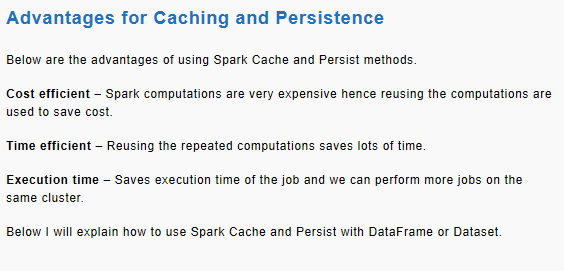 Advantages for Caching and Persistence
Below are the advantages of using Spark Cache and Persist methods.
Cost efficient – Spark computations are very expensive hence reusing the computations are
used to save cost.
Time efficient – Reusing the repeated computations saves lots of time.
Execution time – Saves execution time of the job and we can perform more jobs on the
same cluster.
Below I will explain how to use Spark Cache and Persist with DataFrame or Dataset.